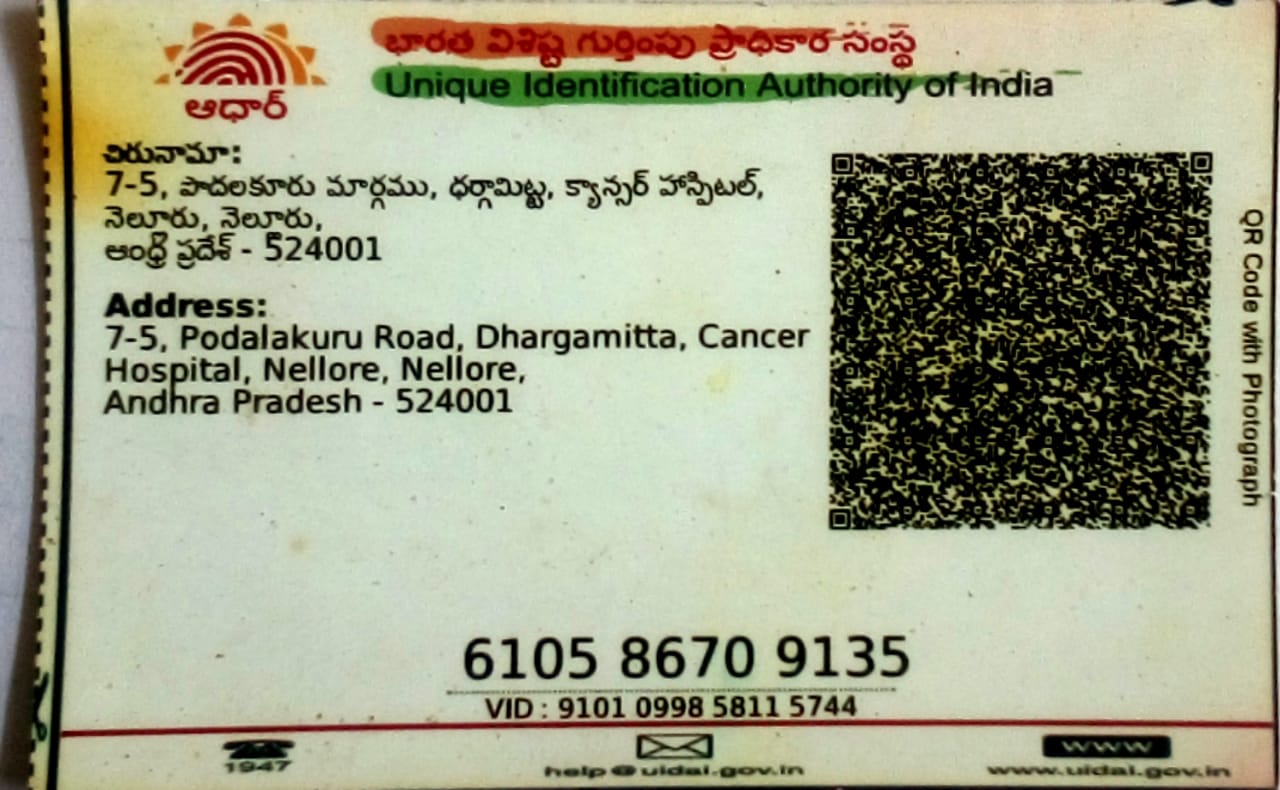 భారత విశిష్ట గుర్తింపు ప్రాధికార సంస్థ
Unique Identification Authority of India
ఆధార్
చిరునామా:
7-5, పొదలకూరు మార్గము, ధర్గామిట్ట, క్యాన్సర్ హాస్పిటల్,
నెల్లూరు, నెల్లూరు,
ఆంధ్ర ప్రదేశ్ - 524001
Address:
7-5, Podalakuru Road, Dhargamitta, Cancer
Hospital, Nellore, Nellore,
Andhra Pradesh - 524001
QR Code with Photograph
6105 8670 9135
VID : 9101 0998 5811 5744
1947
help@uidai.gov.in
www
www.uidai.gov.in